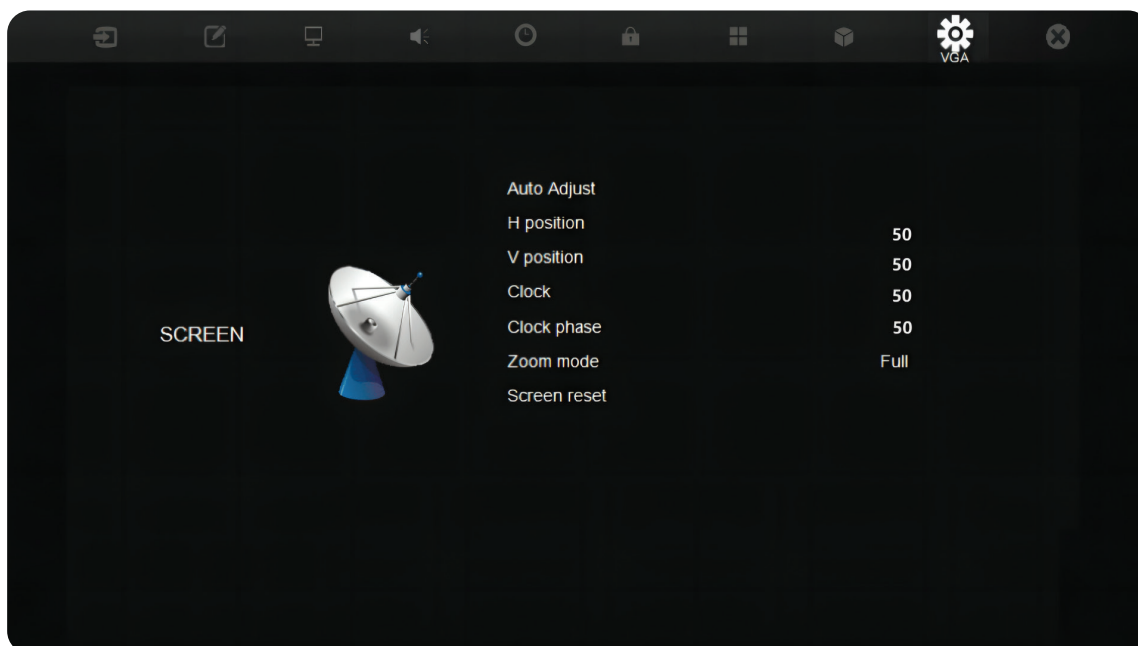 VGA
Auto Adjust
H position 50
V position 50
Clock 50
Clock phase 50
Zoom mode Full
Screen reset
SCREEN